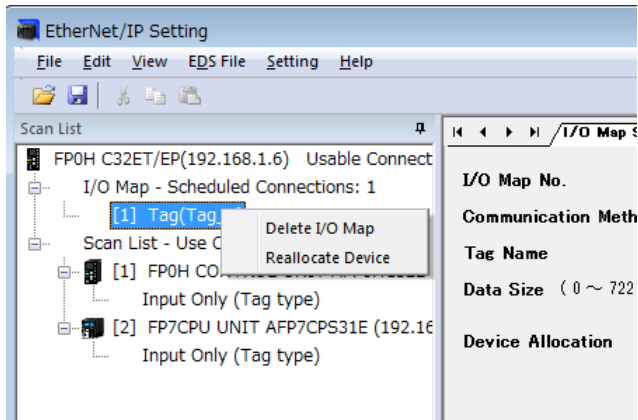 EtherNet/IP Setting
File Edit View EDS File Setting Help
Scan List
I/O Map
FP0H C32ET/EP(192.168.1.6) Usable Connect
I/O Map - Scheduled Connections: 1
[1] Tag(Tag_
Delete I/O Map
Reallocate Device
Scan List - Use
[1] FP0H
Input Only (Tag type)
[2] FP7CPU UNIT AFP7CPS31E (192.16
Input Only (Tag type)
I/O Map No.
Communication Meth
Tag Name
Data Size ( 0 ~ 722
Device Allocation